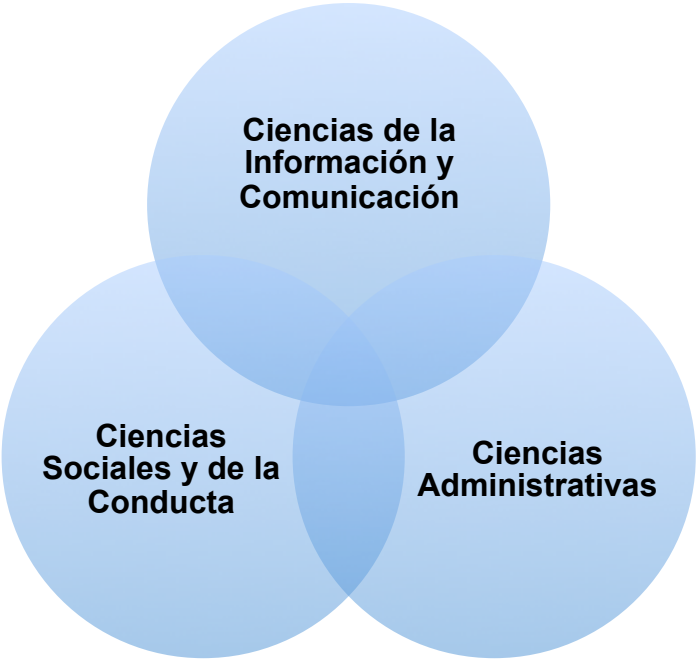 Ciencias de la
Información y
Comunicación
Ciencias
Sociales y de la
Conducta
Ciencias
Administrativas